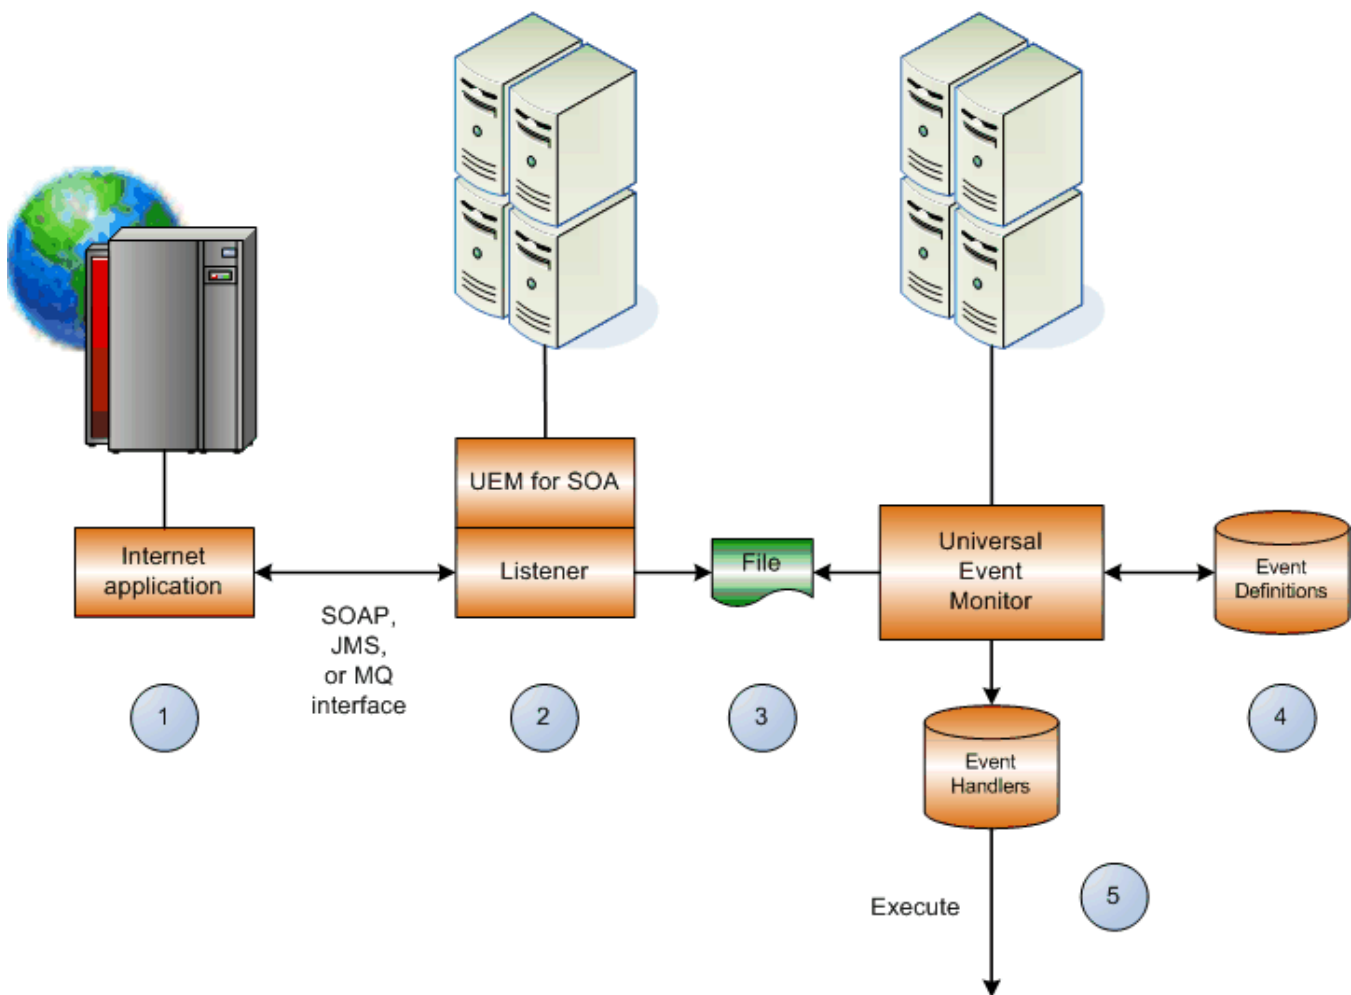 UEM for SOA
Internet
application
Listener
File
Universal
Event
Monitor
Event
Definitions
SOAP,
JMS,
or MQ
interface
1
2
3
4
Event
Handlers
Execute
5